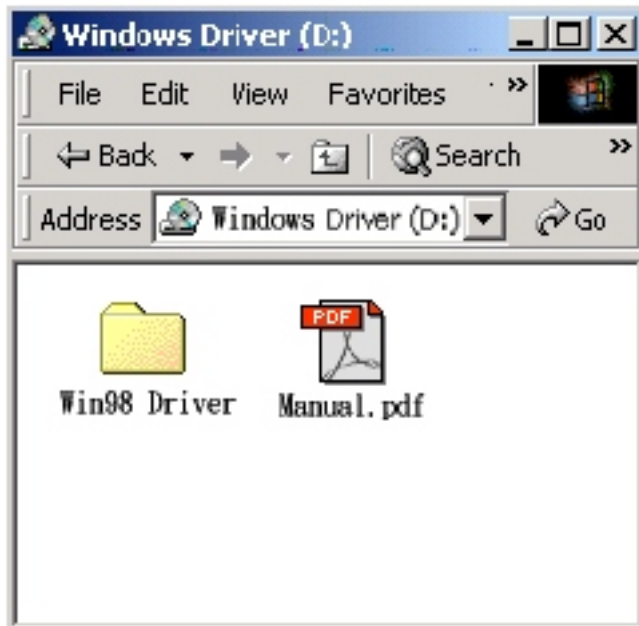 Windows Driver (D:)
File Edit View Favorites »
Back Search »
Address Windows Driver (D:) Go
PDF
Win98 Driver Manual.pdf